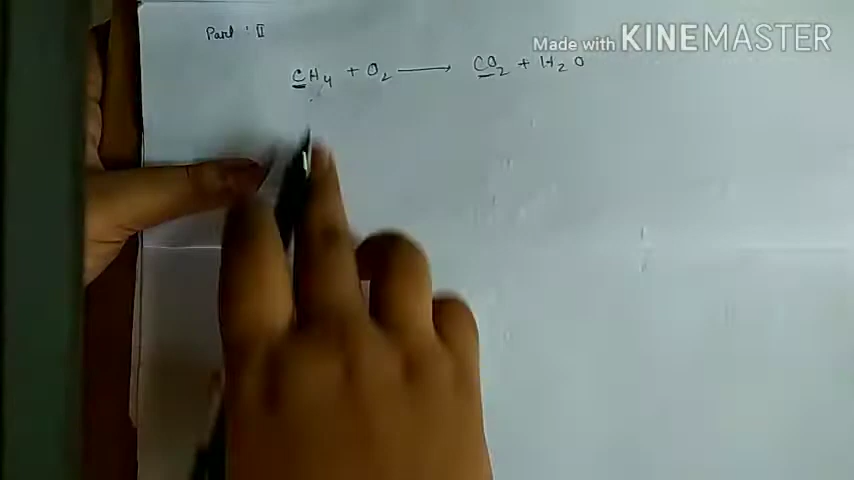 Part : II
Made with KINEMASTER
CH4 + O2 ⟶ CO2 + H2O